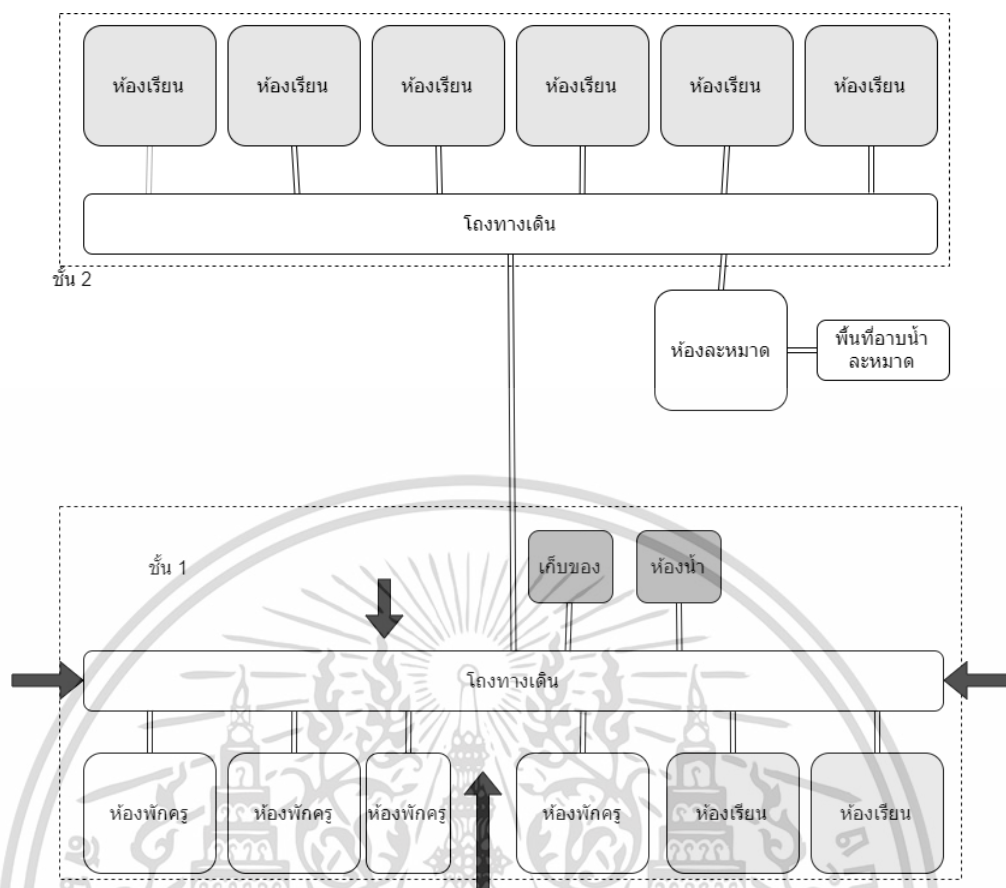 ห้องเรียน ห้องเรียน ห้องเรียน ห้องเรียน ห้องเรียน ห้องเรียน
โถงทางเดิน
ชั้น 2
ห้องละหมาด
พื้นที่อาบน้ำ
ละหมาด
ชั้น 1
เก็บของ ห้องน้ำ
โถงทางเดิน
ห้องพักครู ห้องพักครู ห้องพักครู ห้องพักครู ห้องเรียน ห้องเรียน